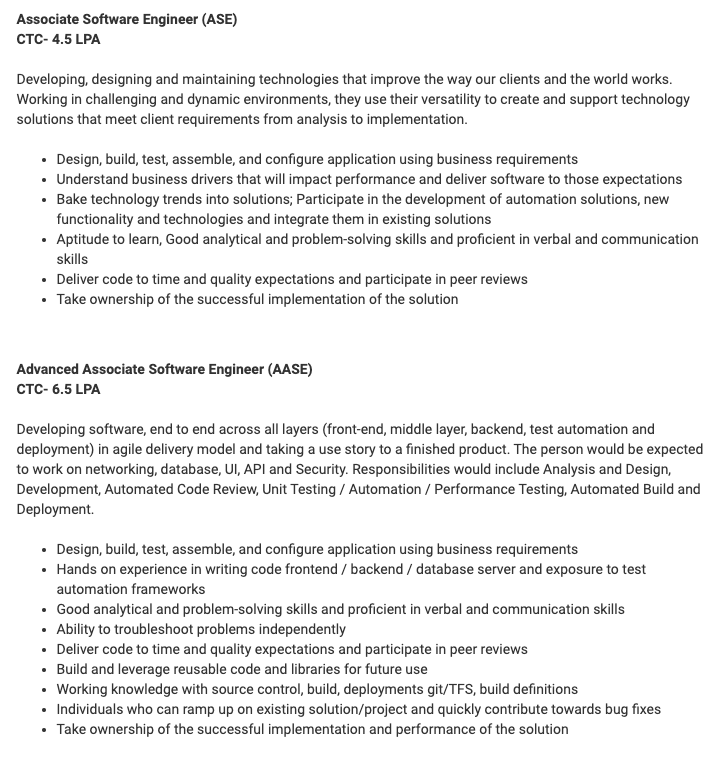 Associate Software Engineer (ASE)
CTC- 4.5 LPA
Developing, designing and maintaining technologies that improve the way our clients and the world works.
Working in challenging and dynamic environments, they use their versatility to create and support technology
solutions that meet client requirements from analysis to implementation.
• Design, build, test, assemble, and configure application using business requirements
• Understand business drivers that will impact performance and deliver software to those expectations
• Bake technology trends into solutions; Participate in the development of automation solutions, new
functionality and technologies and integrate them in existing solutions
• Aptitude to learn, Good analytical and problem-solving skills and proficient in verbal and communication
skills
• Deliver code to time and quality expectations and participate in peer reviews
• Take ownership of the successful implementation of the solution
Advanced Associate Software Engineer (AASE)
CTC- 6.5 LPA
Developing software, end to end across all layers (front-end, middle layer, backend, test automation and
deployment) in agile delivery model and taking a use story to a finished product. The person would be expected
to work on networking, database, UI, API and Security. Responsibilities would include Analysis and Design,
Development, Automated Code Review, Unit Testing / Automation / Performance Testing, Automated Build and
Deployment.
• Design, build, test, assemble, and configure application using business requirements
• Hands on experience in writing code frontend / backend / database server and exposure to test
automation frameworks
• Good analytical and problem-solving skills and proficient in verbal and communication skills
• Ability to troubleshoot problems independently
• Deliver code to time and quality expectations and participate in peer reviews
• Build and leverage reusable code and libraries for future use
• Working knowledge with source control, build, deployments git/TFS, build definitions
• Individuals who can ramp up on existing solution/project and quickly contribute towards bug fixes
• Take ownership of the successful implementation and performance of the solution